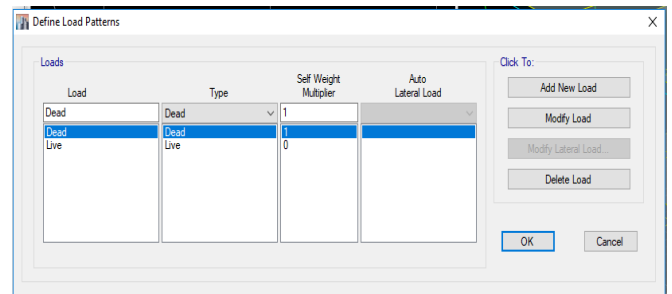 Define Load Patterns
X
Loads
Click To:
Load
Type
Self Weight
Multiplier
Auto
Lateral Load
Dead
Dead
1
Dead
Dead
1
Live
Live
0
Add New Load
Modify Load
Modify Lateral Load...
Delete Load
OK
Cancel